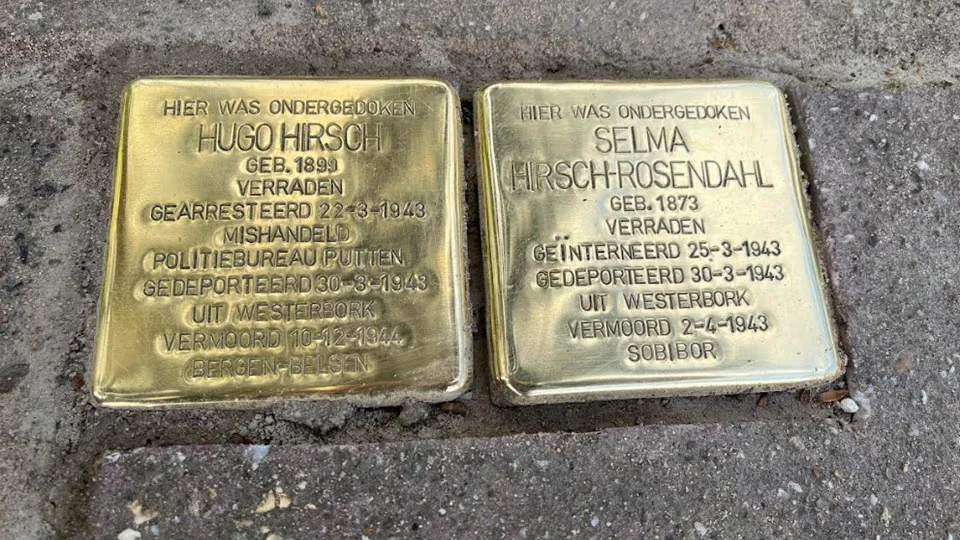 HIER WAS ONDERGEDOKEN
HUGO HIRSCH
GEB. 1899
VERRADEN
GEARRESTEERD 22-3-1943
MISHANDELD
POLITIEBUREAU PUTTEN
GEDEPORTEERD 30-3-1943
UIT WESTERBORK
VERMOORD 10-12-1944
BERGEN-BELSEN
HIER WAS ONDERGEDOKEN
SELMA
HIRSCH-ROSENDAHL
GEB. 1873
VERRADEN
GEÏNTERNEERD 25-3-1943
GEDEPORTEERD 30-3-1943
UIT WESTERBORK
VERMOORD 2-4-1943
SOBIBOR